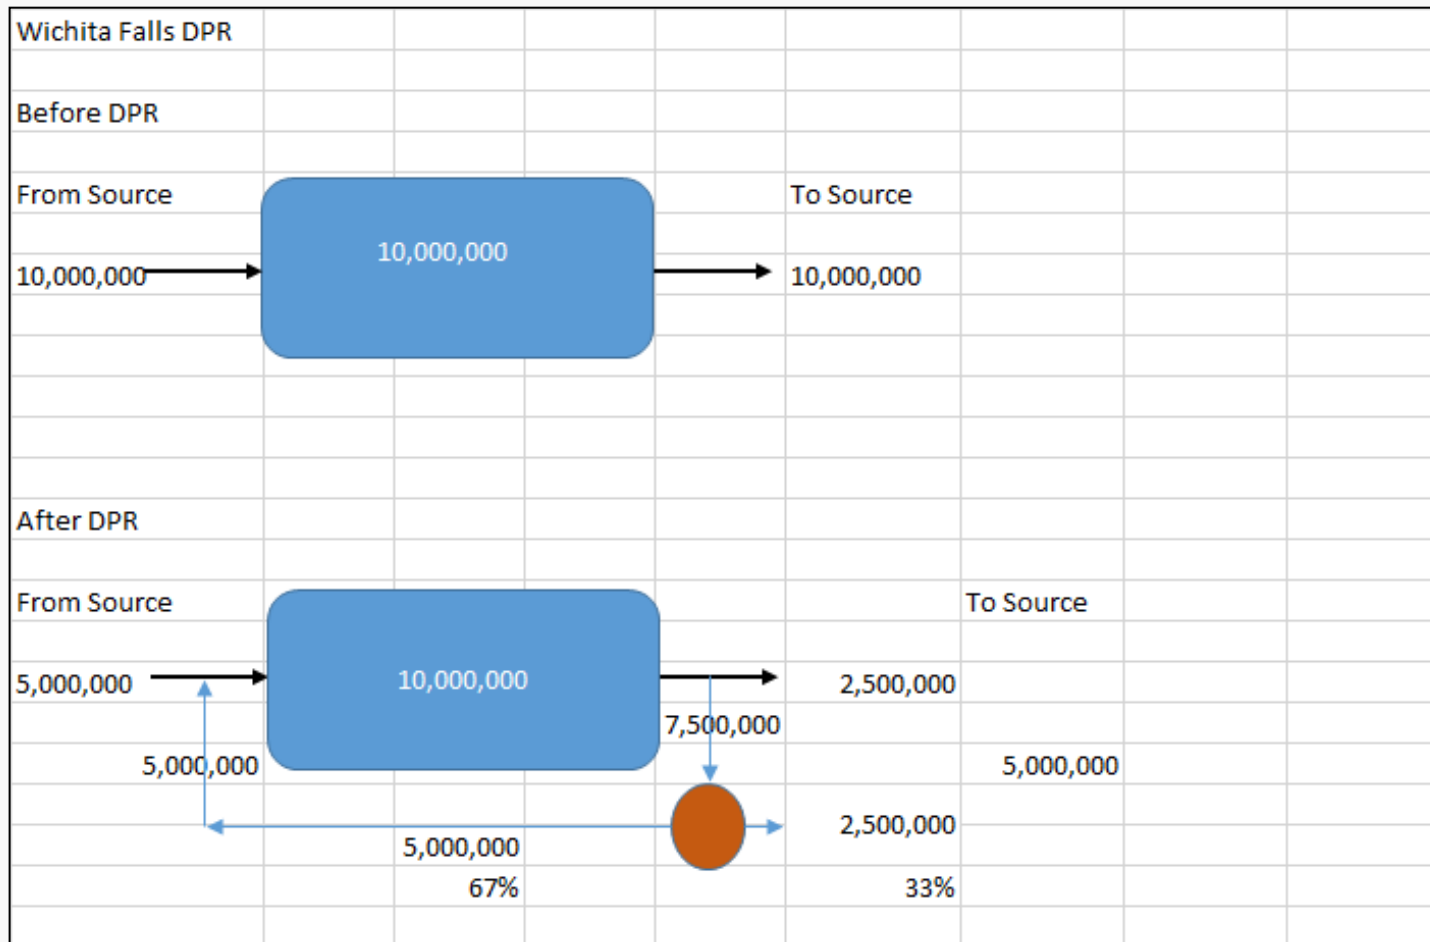 Wichita Falls DPR
Before DPR
From Source To Source
10,000,000
10,000,000 10,000,000
After DPR
From Source To Source
5,000,000 10,000,000 2,500,000
7,500,000
5,000,000 5,000,000
2,500,000
5,000,000
67% 33%